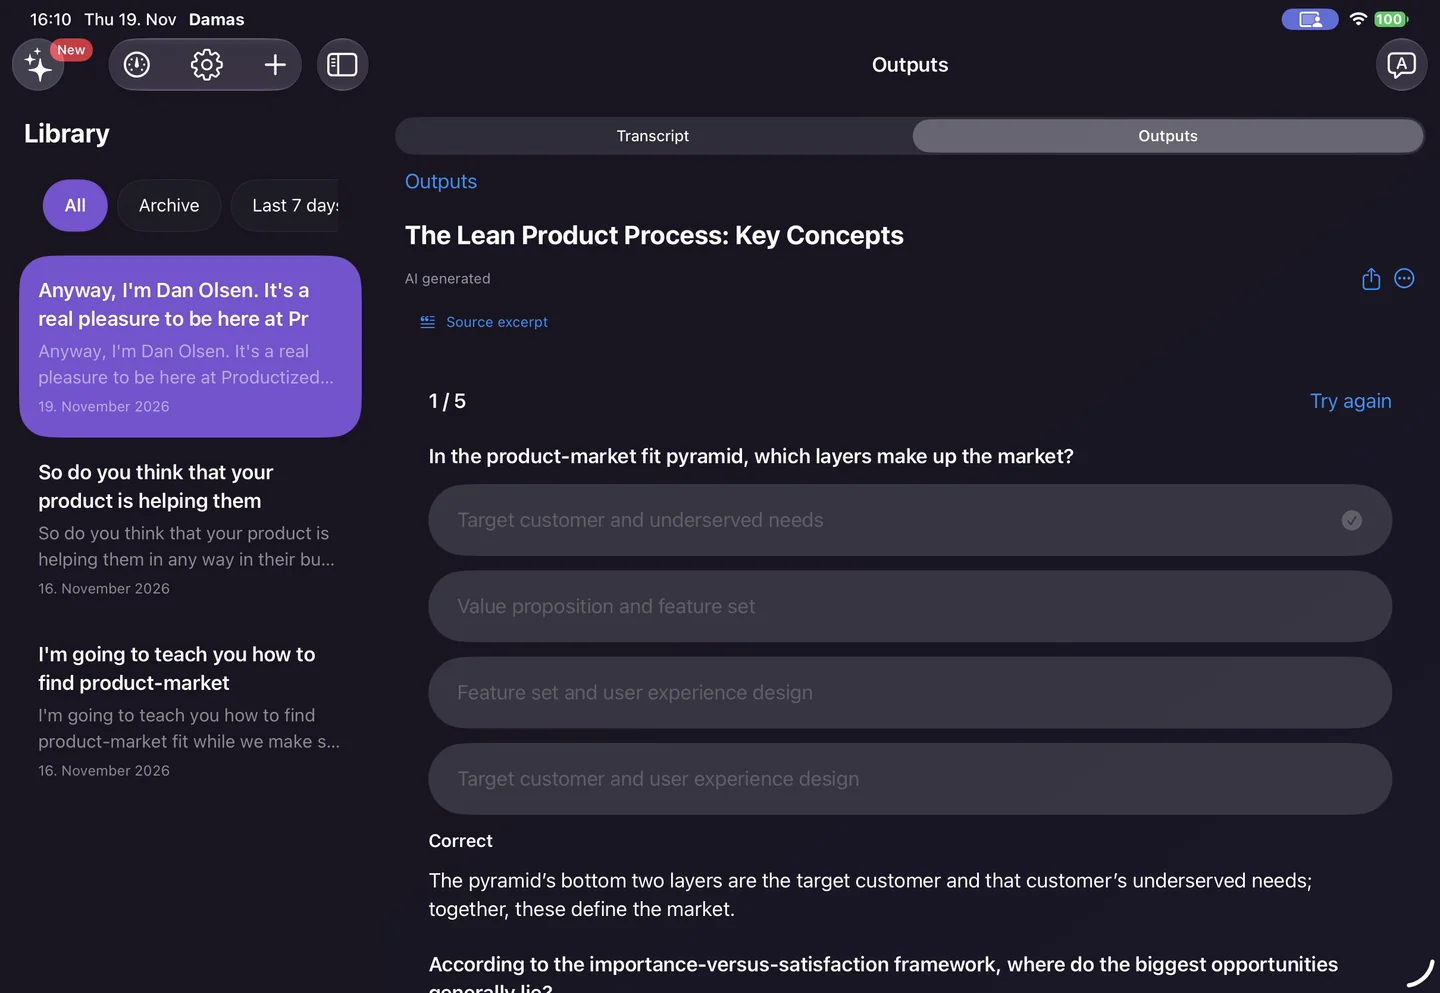 16:10 Thu 19. Nov Damas
100
New
Outputs
A
Library
All
Archive
Last 7 days
Anyway, I'm Dan Olsen. It's a
real pleasure to be here at Pr
Anyway, I'm Dan Olsen. It's a real
pleasure to be here at Productized...
19. November 2026
So do you think that your
product is helping them
So do you think that your product is
helping them in any way in their bu...
16. November 2026
I'm going to teach you how to
find product-market
I'm going to teach you how to find
product-market fit while we make s...
16. November 2026
Transcript
Outputs
Outputs
The Lean Product Process: Key Concepts
AI generated
Source excerpt
1 / 5
Try again
In the product-market fit pyramid, which layers make up the market?
Target customer and underserved needs
Value proposition and feature set
Feature set and user experience design
Target customer and user experience design
Correct
The pyramid’s bottom two layers are the target customer and that customer’s underserved needs;
together, these define the market.
According to the importance-versus-satisfaction framework, where do the biggest opportunities
generally lie?